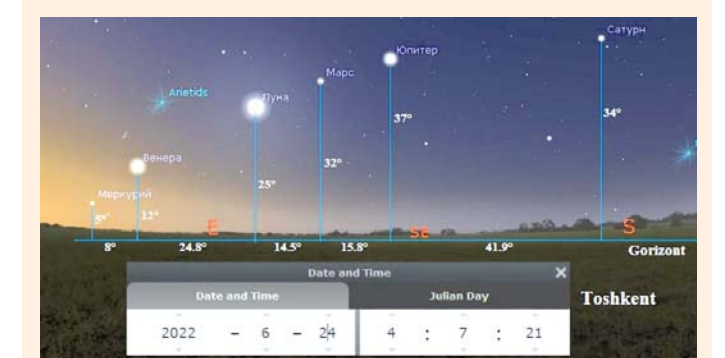 Сатурн
Юпитер
Марс
Arietids
Луна
37°
34°
Венера
32°
25°
Меркурий
12°
E
SE
S
8°
24.8°
14.5°
15.8°
41.9°
Gorizont
Date and Time
×
Date and Time
Julian Day
Toshkent
2022 – 6 – 24
4 : 7 : 21